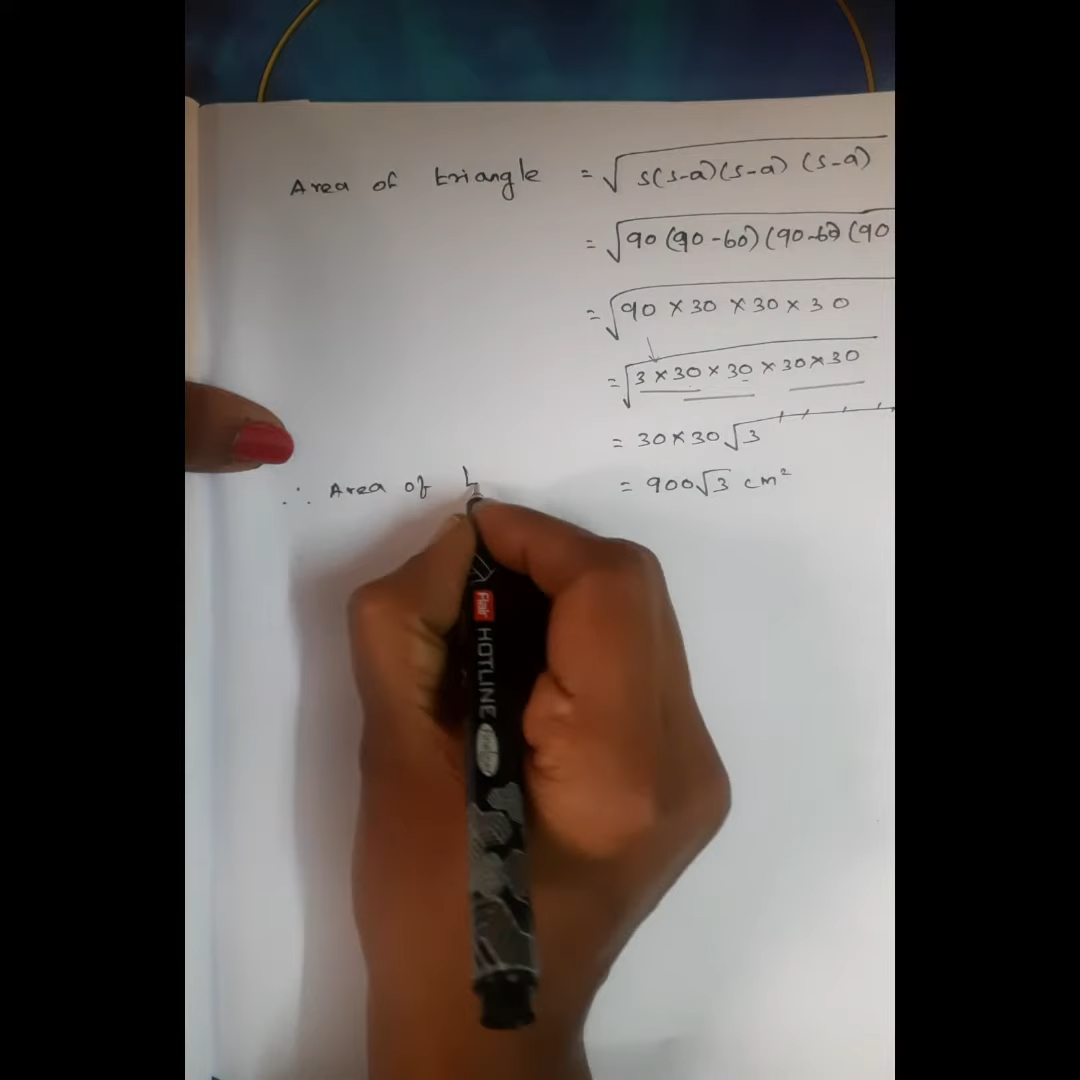 Area of triangle = √s(s-a)(s-a)(s-a)
= √90(90-60)(90-60)(90
= √90×30×30×30
= √3×30×30×30×30
= 30×30√3
∴ Area of = 900√3 cm²
Flair HOTLINE